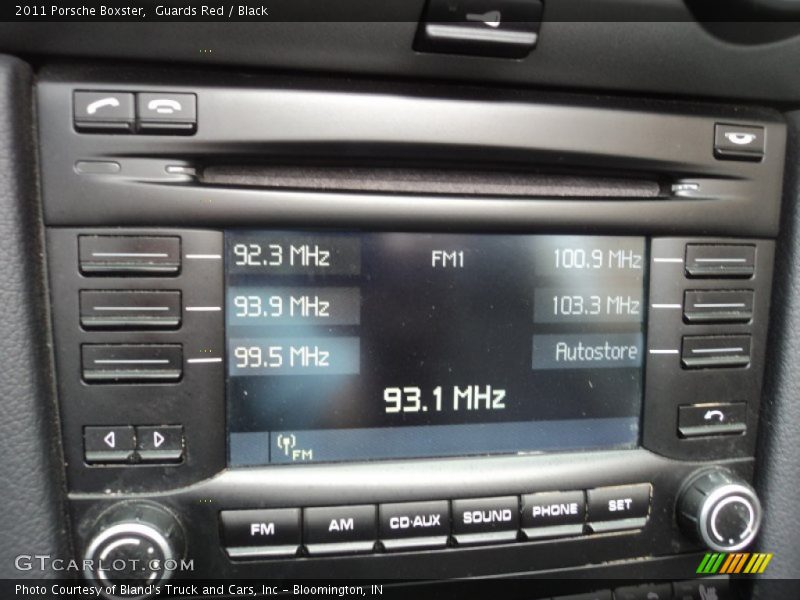 2011 Porsche Boxster,  Guards Red / Black
92.3 MHz
FM1
100.9 MHz
93.9 MHz
103.3 MHz
99.5 MHz
Autostore
93.1 MHz
FM
FM
AM
CD·AUX
SOUND
PHONE
SET
GTCarLot.com
Photo Courtesy of Bland's Truck and Cars, Inc - Bloomington, IN